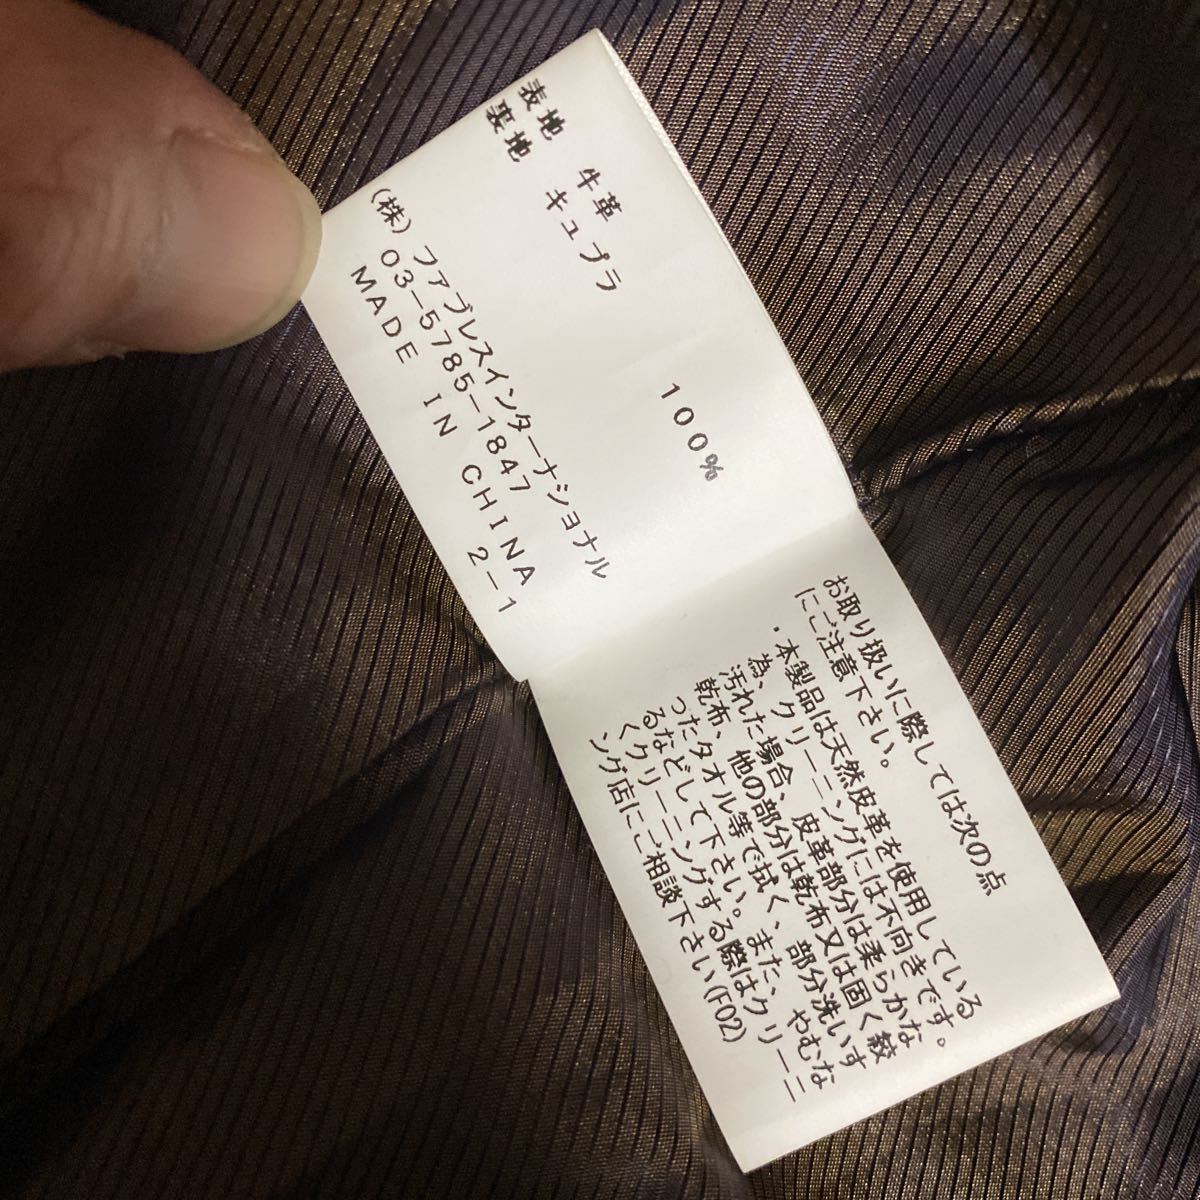 表地 牛革
裏地 キュプラ 100%
(株)ファブレスインターナショナル
03-5785-1847
MADE IN CHINA
2-1
お取り扱いに際しては次の点
にご注意下さい。
・本製品は天然皮革を使用している
為、クリーニングには不向きです。
汚れた場合、皮革部分は柔らかな
乾布、他の部分は乾布又は固く絞
ったタオル等で拭く、部分洗いす
るなどして下さい。また、やむな
くクリーニングする際はクリーニ
ング店にご相談下さい(F02)